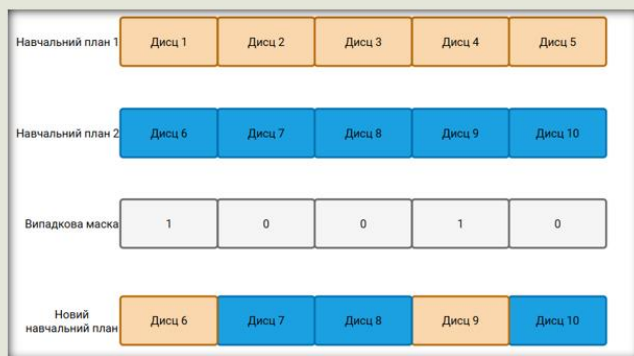 Навчальний план 1 Дисц 1 Дисц 2 Дисц 3 Дисц 4 Дисц 5
Навчальний план 2 Дисц 6 Дисц 7 Дисц 8 Дисц 9 Дисц 10
Випадкова маска 1 0 0 1 0
Новий
навчальний план Дисц 6 Дисц 7 Дисц 8 Дисц 9 Дисц 10